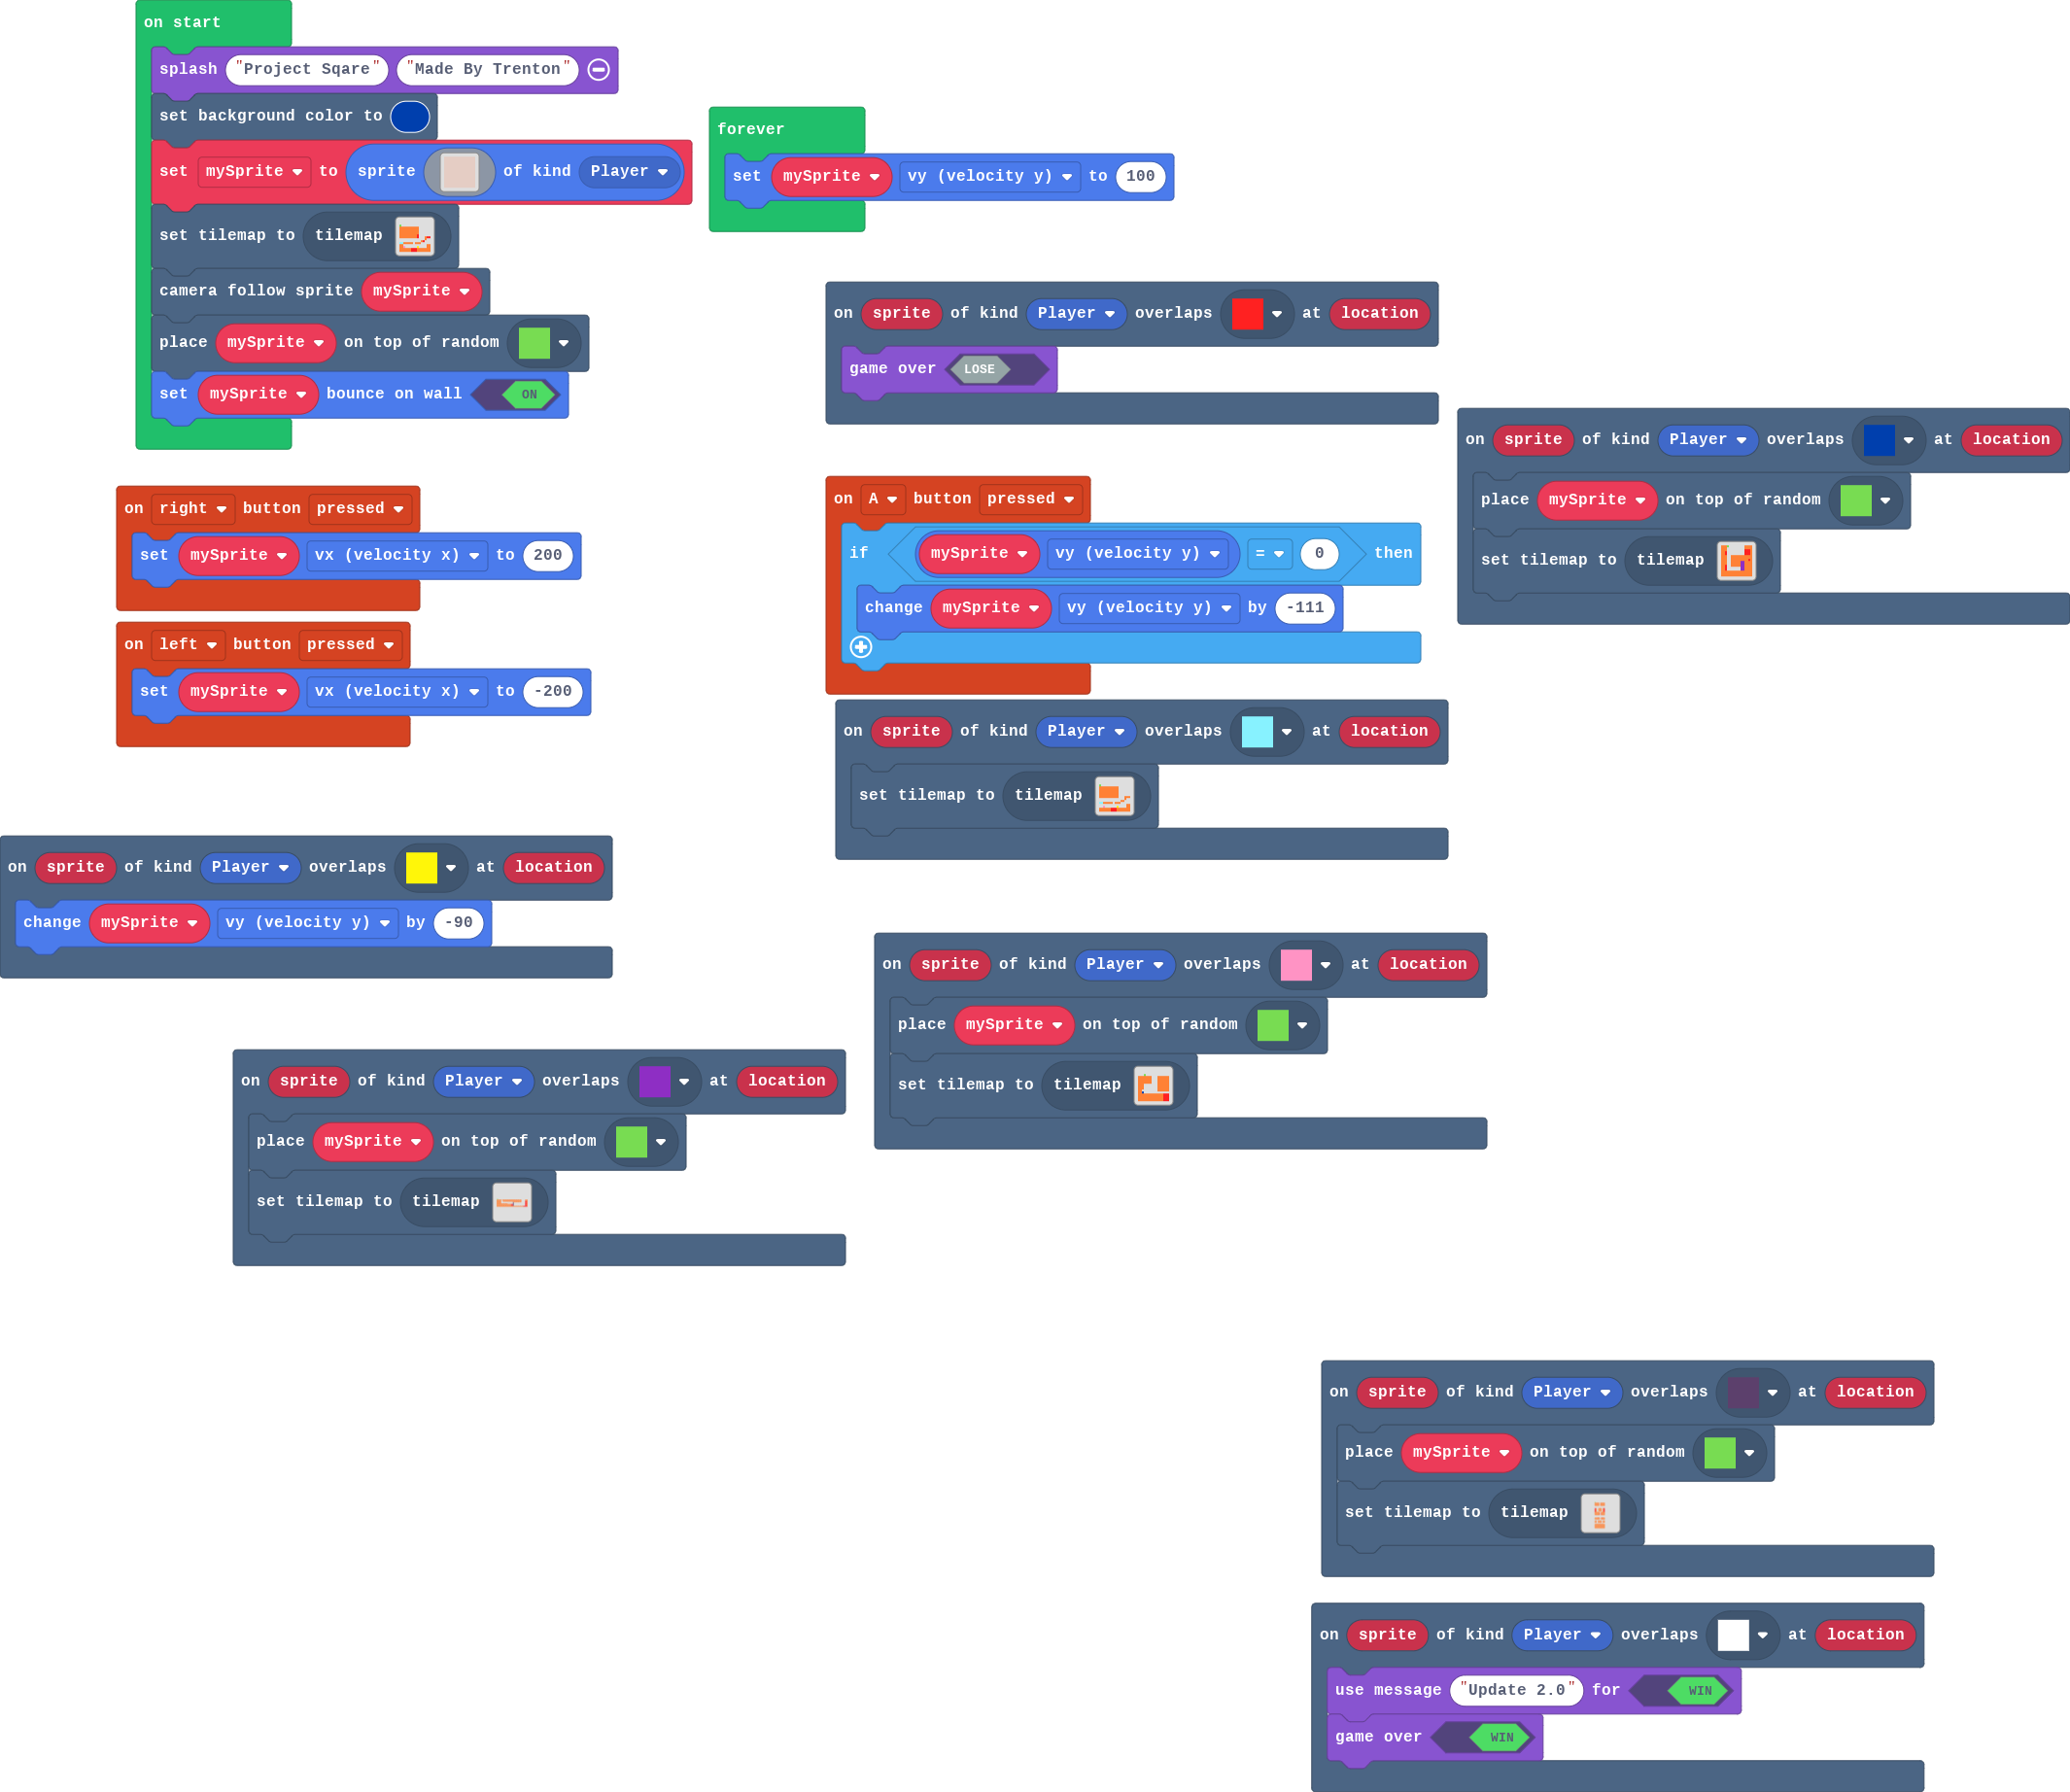 on start
splash "Project Sqare" "Made By Trenton"
set background color to
set mySprite to sprite of kind Player
set tilemap to tilemap
camera follow sprite mySprite
place mySprite on top of random
set mySprite bounce on wall ON
forever
set mySprite vy (velocity y) to 100
on sprite of kind Player overlaps at location
game over LOSE
on sprite of kind Player overlaps at location
place mySprite on top of random
set tilemap to tilemap
on right button pressed
set mySprite vx (velocity x) to 200
on left button pressed
set mySprite vx (velocity x) to -200
on A button pressed
if mySprite vy (velocity y) = 0 then
change mySprite vy (velocity y) by -111
on sprite of kind Player overlaps at location
set tilemap to tilemap
on sprite of kind Player overlaps at location
change mySprite vy (velocity y) by -90
on sprite of kind Player overlaps at location
place mySprite on top of random
set tilemap to tilemap
on sprite of kind Player overlaps at location
place mySprite on top of random
set tilemap to tilemap
on sprite of kind Player overlaps at location
place mySprite on top of random
set tilemap to tilemap
on sprite of kind Player overlaps at location
use message "Update 2.0" for WIN
game over WIN